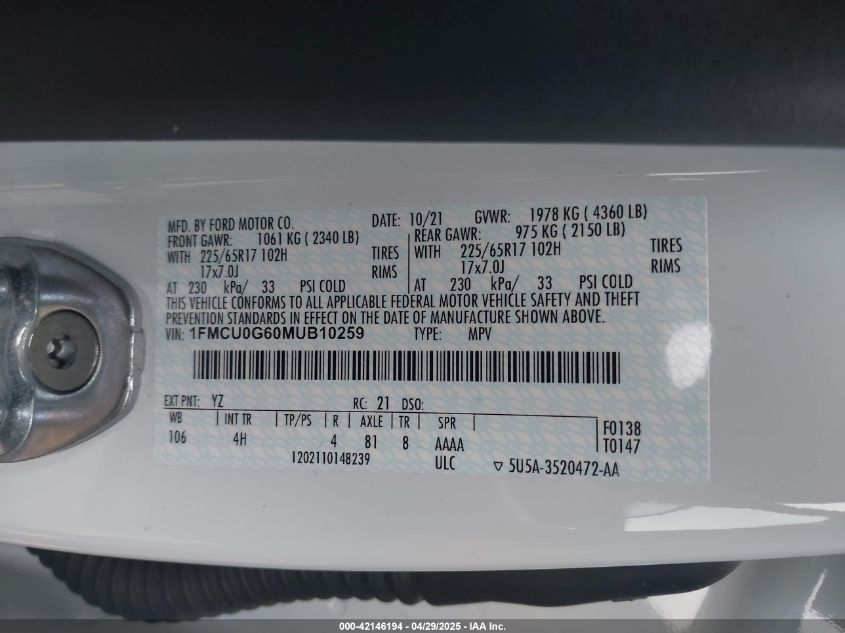 MFD. BY FORD MOTOR CO. DATE: 10/21 GVWR: 1978 KG ( 4360 LB)
FRONT GAWR: 1061 KG ( 2340 LB) REAR GAWR: 975 KG ( 2150 LB)
WITH 225/65R17 102H TIRES WITH 225/65R17 102H TIRES
17x7.0J RIMS 17x7.0J RIMS
AT 230 kPa/ 33 PSI COLD AT 230 kPa/ 33 PSI COLD
THIS VEHICLE CONFORMS TO ALL APPLICABLE FEDERAL MOTOR VEHICLE SAFETY AND THEFT
PREVENTION STANDARDS IN EFFECT ON THE DATE OF MANUFACTURE SHOWN ABOVE.
VIN: 1FMCU0G60MUB10259 TYPE: MPV
EXT PNT: YZ RC: 21 DSO:
WB INT TR TP/PS R AXLE TR SPR F0138
106 4H 4 81 8 AAAA T0147
1202110148239 ULC ▽ 5U5A-3520472-AA
000-42146194 - 04/29/2025 - IAA Inc.